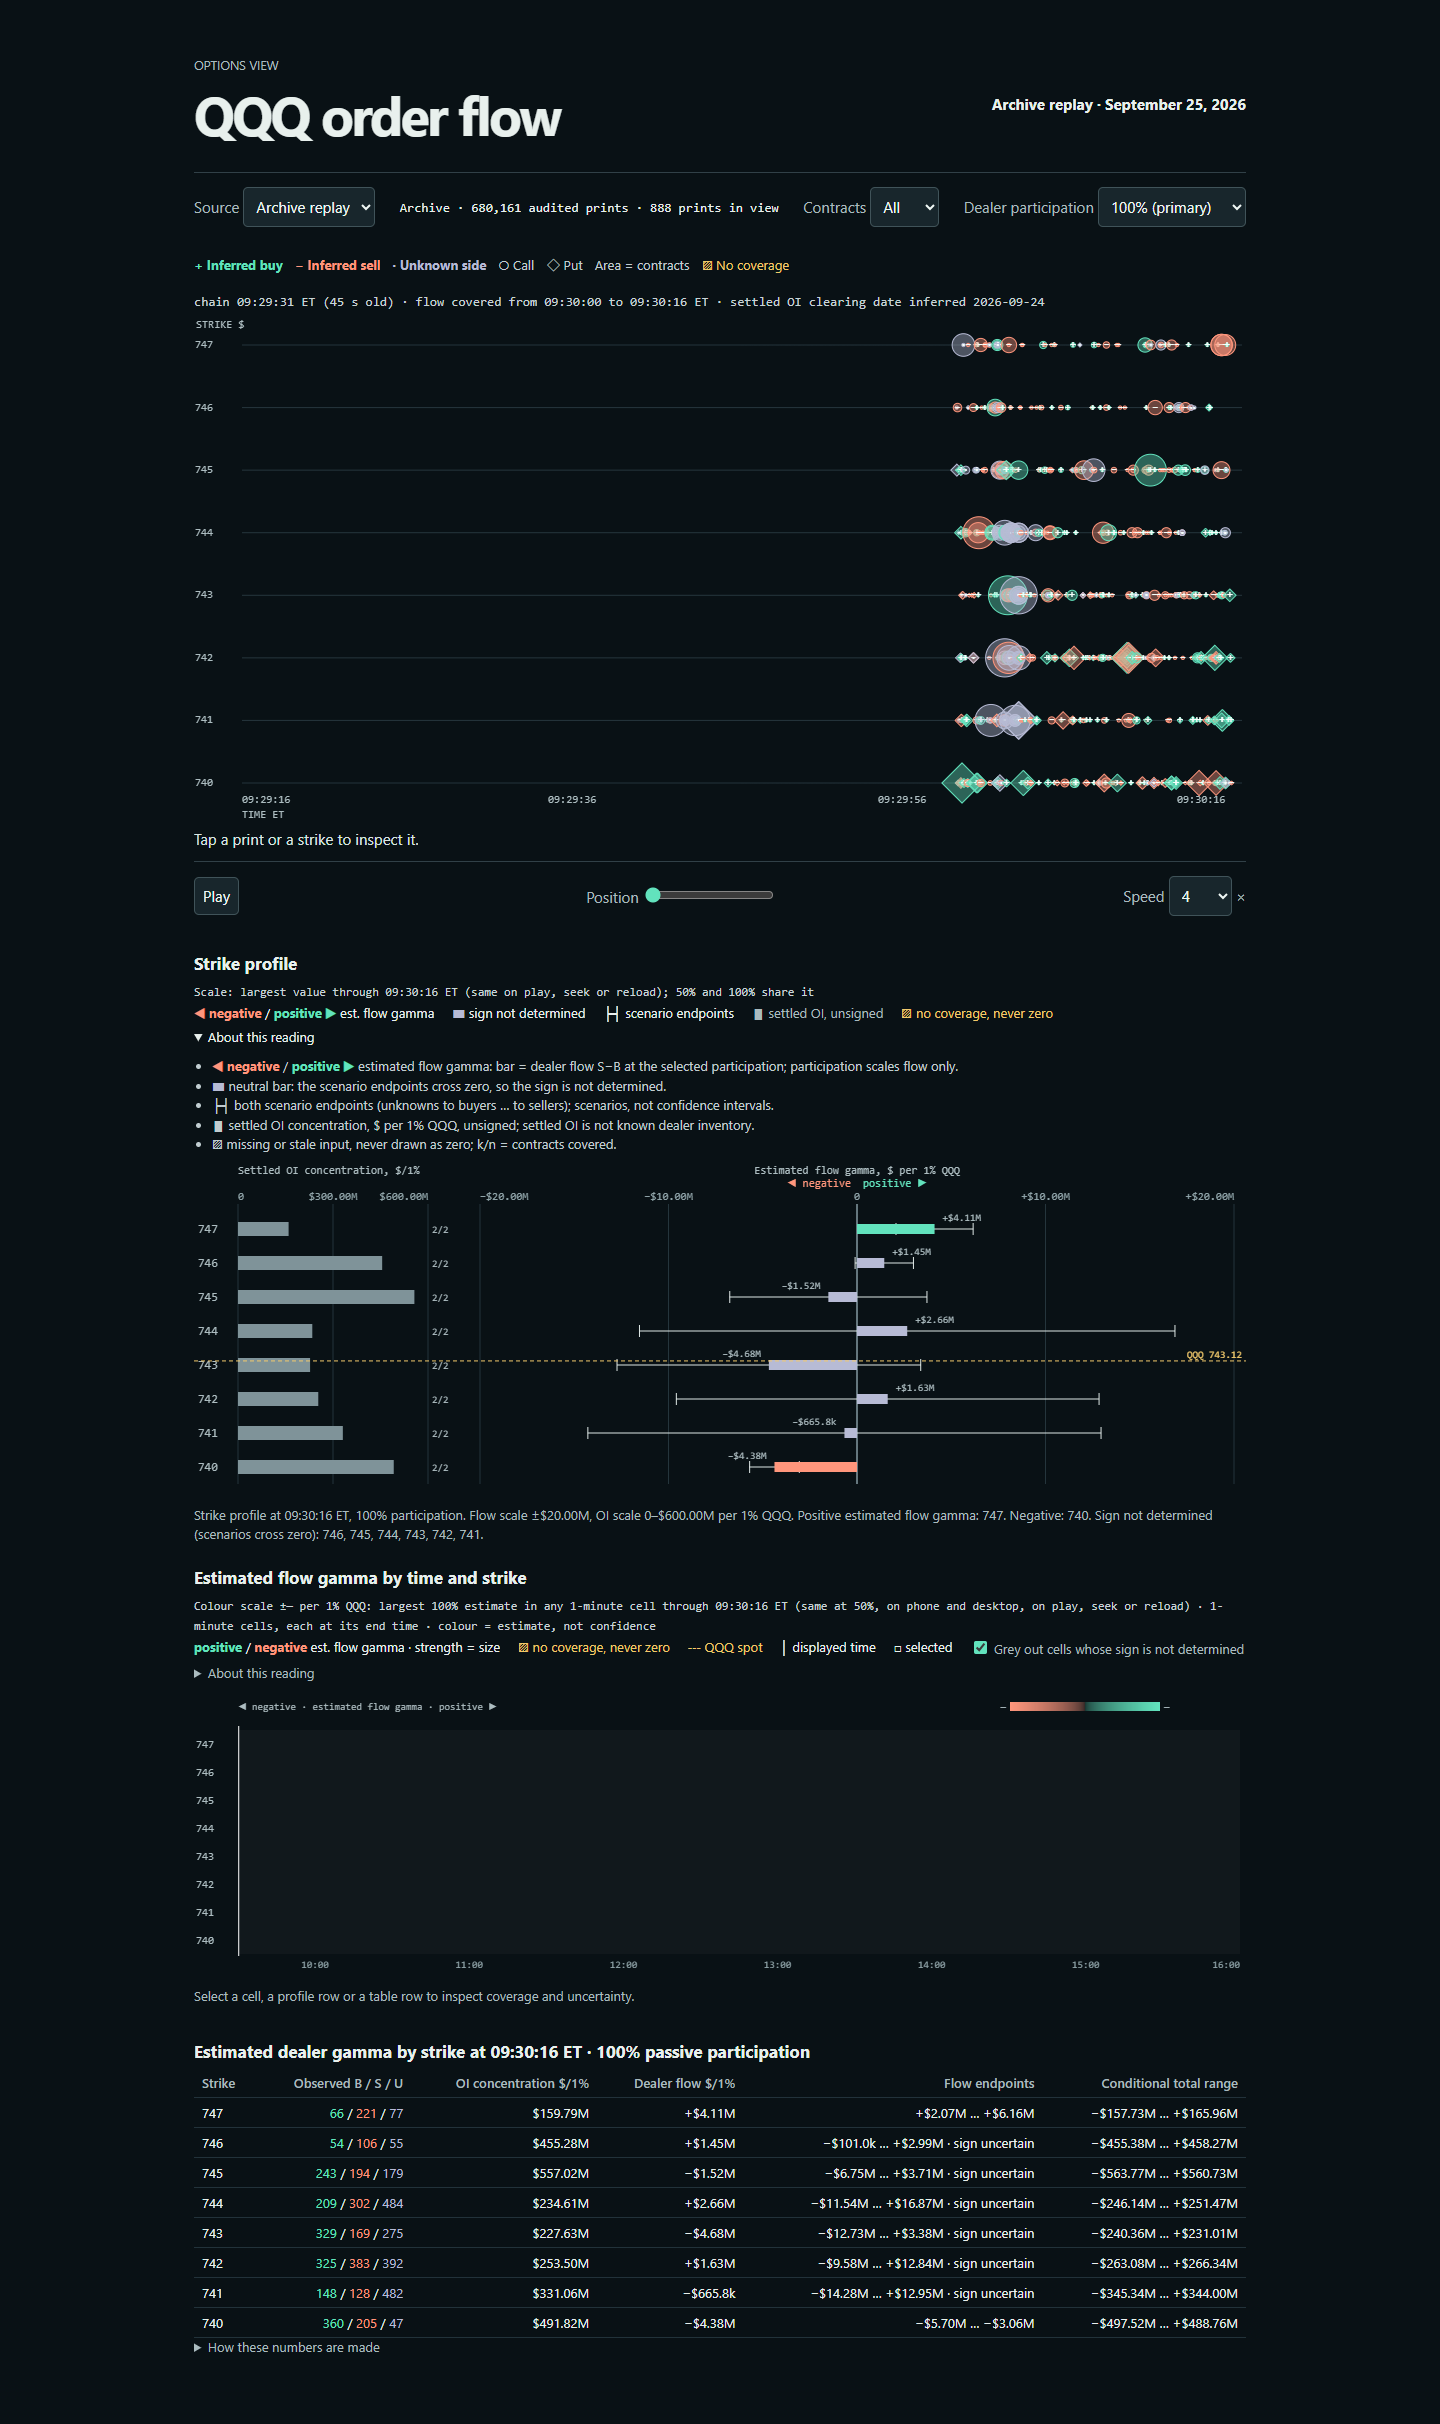 OPTIONS VIEW
QQQ order flow
Archive replay · September 25, 2026
Source Archive replay Archive · 680,161 audited prints · 888 prints in view Contracts All Dealer participation 100% (primary)
+ Inferred buy − Inferred sell · Unknown side Call Put Area = contracts No coverage
chain 09:29:31 ET (45 s old) · flow covered from 09:30:00 to 09:30:16 ET · settled OI clearing date inferred 2026-09-24
STRIKE $
747
746
745
744
743
742
741
740
09:29:16 09:29:36 09:29:56 09:30:16
TIME ET
Tap a print or a strike to inspect it.
Play Position Speed 4 ×
Strike profile
Scale: largest value through 09:30:16 ET (same on play, seek or reload); 50% and 100% share it
◀ negative / positive ▶ est. flow gamma sign not determined scenario endpoints settled OI, unsigned no coverage, never zero
▼ About this reading
• ◀ negative / positive ▶ estimated flow gamma: bar = dealer flow S−B at the selected participation; participation scales flow only.
• neutral bar: the scenario endpoints cross zero, so the sign is not determined.
• both scenario endpoints (unknowns to buyers … to sellers); scenarios, not confidence intervals.
• settled OI concentration, $ per 1% QQQ, unsigned; settled OI is not known dealer inventory.
• missing or stale input, never drawn as zero; k/n = contracts covered.
Settled OI concentration, $/1% Estimated flow gamma, $ per 1% QQQ
◀ negative positive ▶
0 $300.00M $600.00M −$20.00M −$10.00M 0 +$10.00M +$20.00M
747 2/2 +$4.11M
746 2/2 +$1.45M
745 2/2 −$1.52M
744 2/2 +$2.66M
743 2/2 −$4.68M QQQ 743.12
742 2/2 +$1.63M
741 2/2 −$665.8k
740 2/2 −$4.38M
Strike profile at 09:30:16 ET, 100% participation. Flow scale ±$20.00M, OI scale 0–$600.00M per 1% QQQ. Positive estimated flow gamma: 747. Negative: 740. Sign not determined
(scenarios cross zero): 746, 745, 744, 743, 742, 741.
Estimated flow gamma by time and strike
Colour scale ±— per 1% QQQ: largest 100% estimate in any 1-minute cell through 09:30:16 ET (same at 50%, on phone and desktop, on play, seek or reload) · 1-
minute cells, each at its end time · colour = estimate, not confidence
positive / negative est. flow gamma · strength = size no coverage, never zero --- QQQ spot displayed time selected Grey out cells whose sign is not determined
▶ About this reading
◀ negative · estimated flow gamma · positive ▶ — —
747
746
745
744
743
742
741
740
10:00 11:00 12:00 13:00 14:00 15:00 16:00
Select a cell, a profile row or a table row to inspect coverage and uncertainty.
Estimated dealer gamma by strike at 09:30:16 ET · 100% passive participation
Strike Observed B / S / U OI concentration $/1% Dealer flow $/1% Flow endpoints Conditional total range
747 66 / 221 / 77 $159.79M +$4.11M +$2.07M … +$6.16M −$157.73M … +$165.96M
746 54 / 106 / 55 $455.28M +$1.45M −$101.0k … +$2.99M · sign uncertain −$455.38M … +$458.27M
745 243 / 194 / 179 $557.02M −$1.52M −$6.75M … +$3.71M · sign uncertain −$563.77M … +$560.73M
744 209 / 302 / 484 $234.61M +$2.66M −$11.54M … +$16.87M · sign uncertain −$246.14M … +$251.47M
743 329 / 169 / 275 $227.63M −$4.68M −$12.73M … +$3.38M · sign uncertain −$240.36M … +$231.01M
742 325 / 383 / 392 $253.50M +$1.63M −$9.58M … +$12.84M · sign uncertain −$263.08M … +$266.34M
741 148 / 128 / 482 $331.06M −$665.8k −$14.28M … +$12.95M · sign uncertain −$345.34M … +$344.00M
740 360 / 205 / 47 $491.82M −$4.38M −$5.70M … −$3.06M −$497.52M … +$488.76M
▶ How these numbers are made